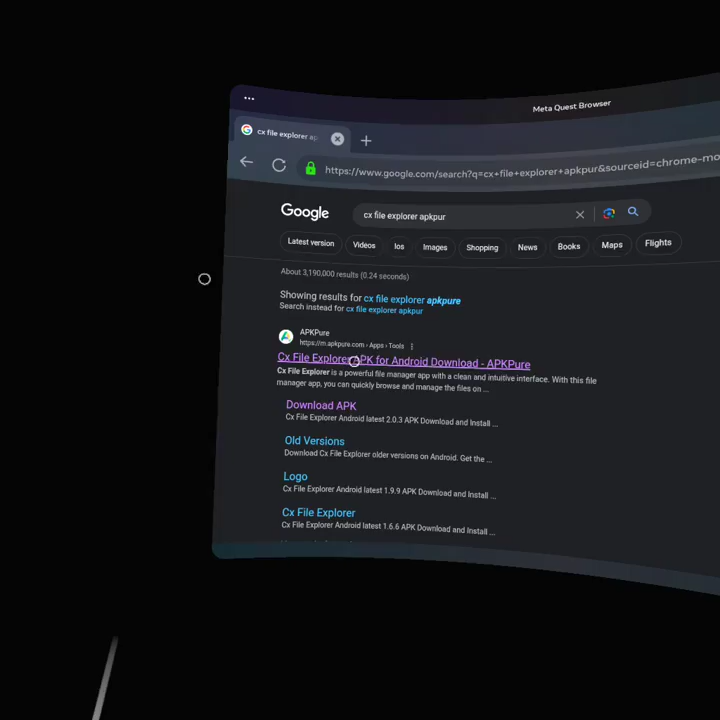 ...
Meta Quest Browser
cx file explorer ap
https://www.google.com/search?q=cx+file+explorer+apkpur&sourceid=chrome-mo
Google
cx file explorer apkpur
Latest version
Videos
Ios
Images
Shopping
News
Books
Maps
Flights
About 3,190,000 results (0.24 seconds)
Showing results for cx file explorer apkpure
Search instead for cx file explorer apkpur
APKPure
https://m.apkpure.com › Apps › Tools
Cx File Explorer APK for Android Download - APKPure
Cx File Explorer is a powerful file manager app with a clean and intuitive interface. With this file
manager app, you can quickly browse and manage the files on ...
Download APK
Cx File Explorer Android latest 2.0.3 APK Download and Install ...
Old Versions
Download Cx File Explorer older versions on Android. Get the ...
Logo
Cx File Explorer Android latest 1.9.9 APK Download and Install ...
Cx File Explorer
Cx File Explorer Android latest 1.6.6 APK Download and Install ...